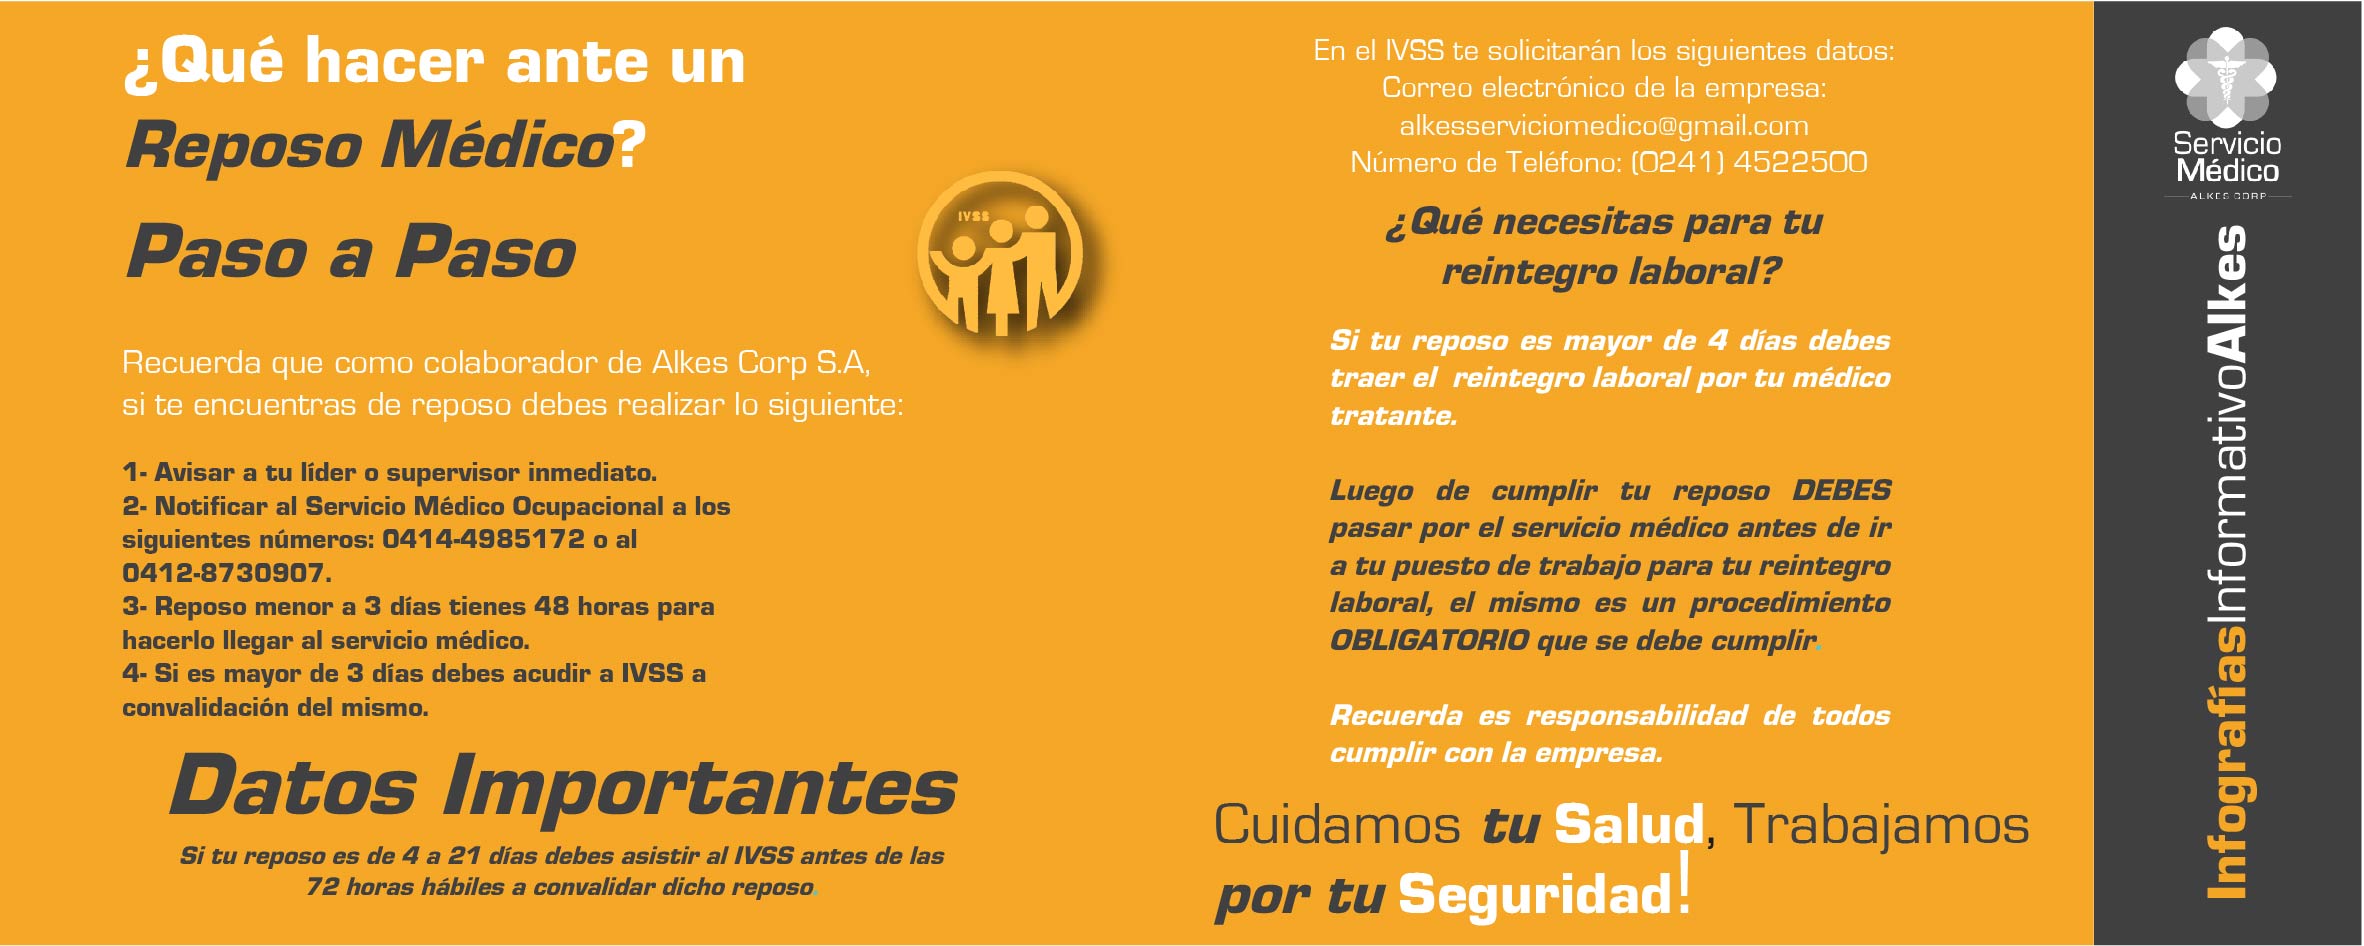 ¿Qué hacer ante un
Reposo Médico?
Paso a Paso
IVSS
Recuerda que como colaborador de Alkes Corp S.A,
si te encuentras de reposo debes realizar lo siguiente:
1- Avisar a tu líder o supervisor inmediato.
2- Notificar al Servicio Médico Ocupacional a los
siguientes números: 0414-4985172 o al
0412-8730907.
3- Reposo menor a 3 días tienes 48 horas para
hacerlo llegar al servicio médico.
4- Si es mayor de 3 días debes acudir a IVSS a
convalidación del mismo.
Datos Importantes
Si tu reposo es de 4 a 21 días debes asistir al IVSS antes de las
72 horas hábiles a convalidar dicho reposo.
En el IVSS te solicitarán los siguientes datos:
Correo electrónico de la empresa:
alkesserviciomedico@gmail.com
Número de Teléfono: (0241) 4522500
¿Qué necesitas para tu
reintegro laboral?
Si tu reposo es mayor de 4 días debes
traer el reintegro laboral por tu médico
tratante.
Luego de cumplir tu reposo DEBES
pasar por el servicio médico antes de ir
a tu puesto de trabajo para tu reintegro
laboral, el mismo es un procedimiento
OBLIGATORIO que se debe cumplir.
Recuerda es responsabilidad de todos
cumplir con la empresa.
Cuidamos tu Salud, Trabajamos
por tu Seguridad!
Servicio
Médico
ALKES CORP
InfografíasInformativoAlkes